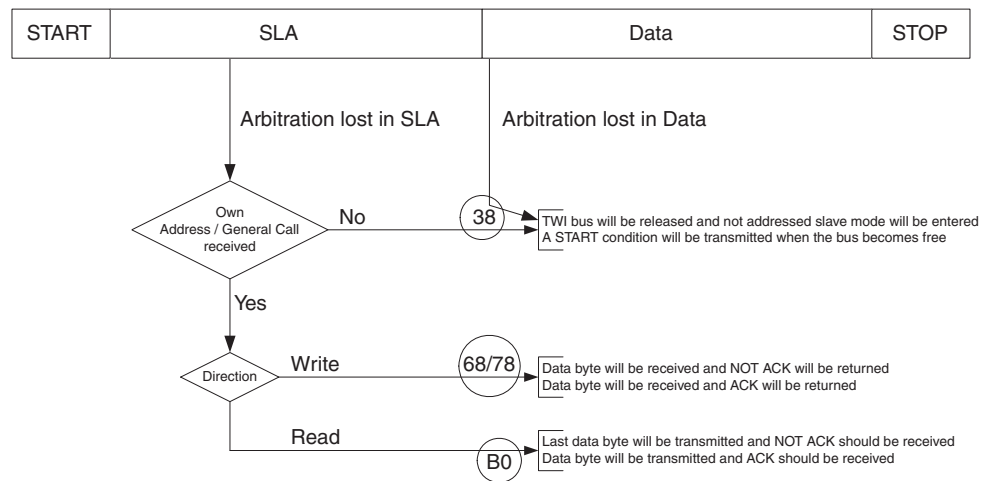 START SLA Data STOP
Arbitration lost in SLA Arbitration lost in Data
Own
Address / General Call
received
No
38
TWI bus will be released and not addressed slave mode will be entered
A START condition will be transmitted when the bus becomes free
Yes
Direction
Write
68/78
Data byte will be received and NOT ACK will be returned
Data byte will be received and ACK will be returned
Read
B0
Last data byte will be transmitted and NOT ACK should be received
Data byte will be transmitted and ACK should be received